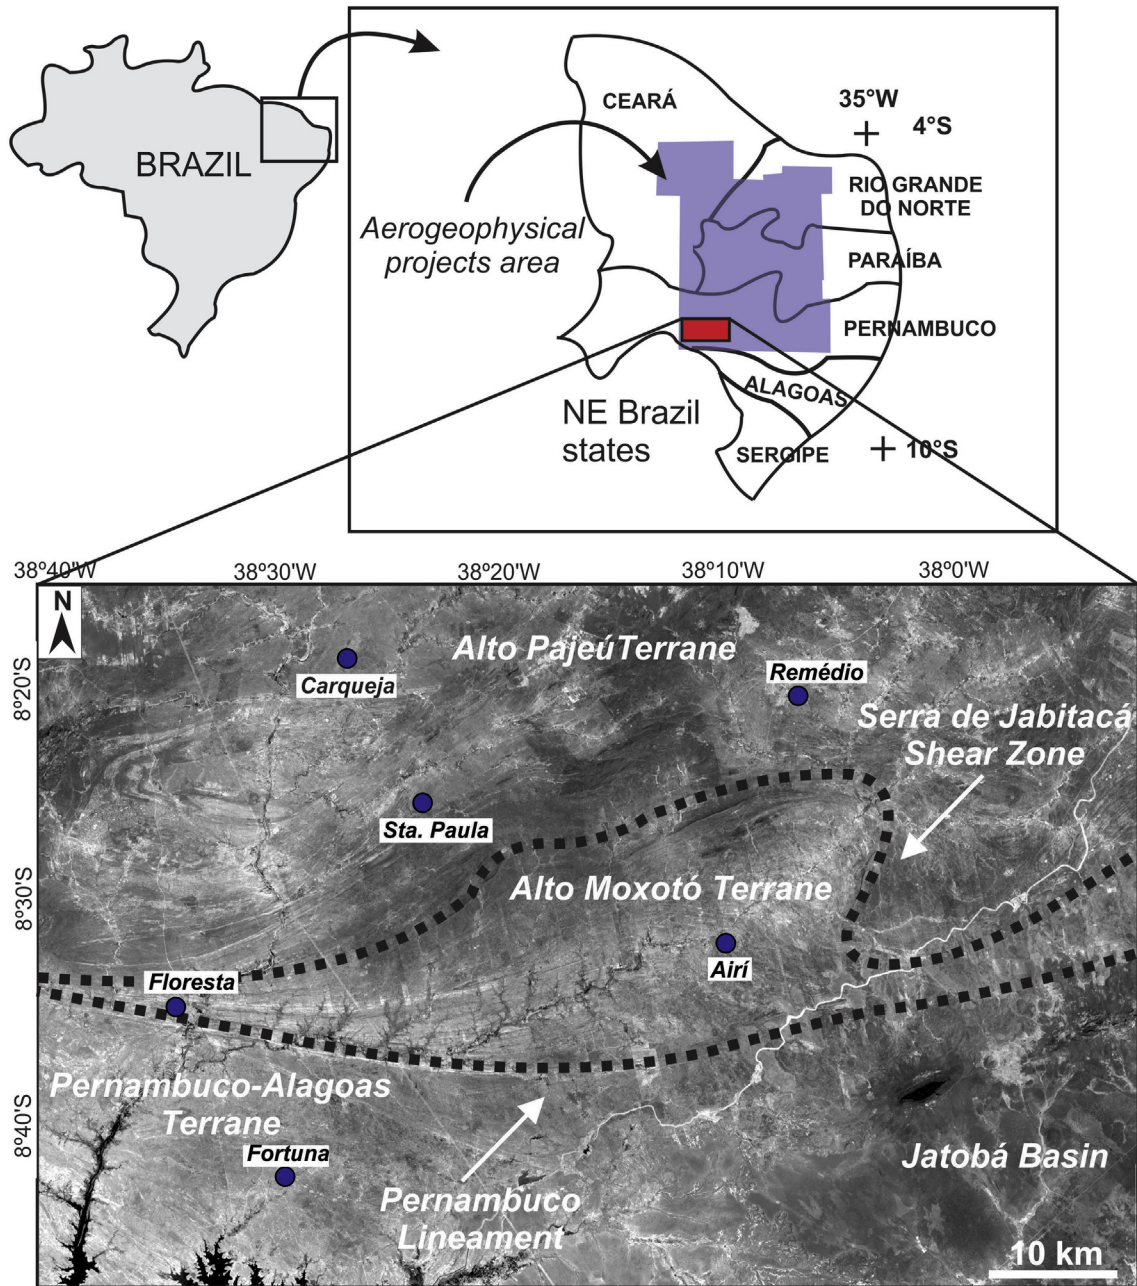 BRAZIL
Aerogeophysical
projects area
CEARÁ
35°W
4°S
RIO GRANDE
DO NORTE
PARAÍBA
PERNAMBUCO
ALAGOAS
SERGIPE
10°S
NE Brazil
states
38°40'W
38°30'W
38°20'W
38°10'W
38°0'W
8°20'S
8°30'S
8°40'S
N
Alto PajeúTerrane
Carqueja
Remédio
Serra de Jabitacá
Shear Zone
Sta. Paula
Alto Moxotó Terrane
Airí
Floresta
Pernambuco-Alagoas
Terrane
Fortuna
Pernambuco
Lineament
Jatobá Basin
10 km